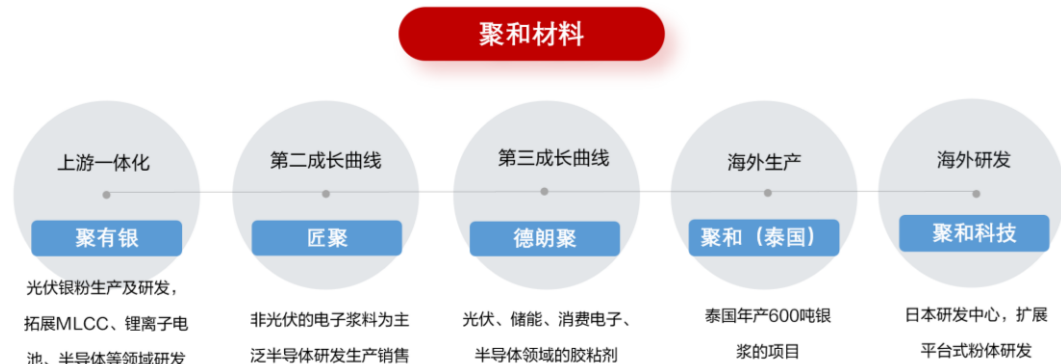 聚和材料
上游一体化
聚有银
光伏银粉生产及研发，
拓展MLCC、锂离子电
池、半导体等领域研发
第二成长曲线
匠聚
非光伏的电子浆料为主
泛半导体研发生产销售
第三成长曲线
德朗聚
光伏、储能、消费电子、
半导体领域的胶粘剂
海外生产
聚和（泰国）
泰国年产600吨银
浆的项目
海外研发
聚和科技
日本研发中心，扩展
平台式粉体研发